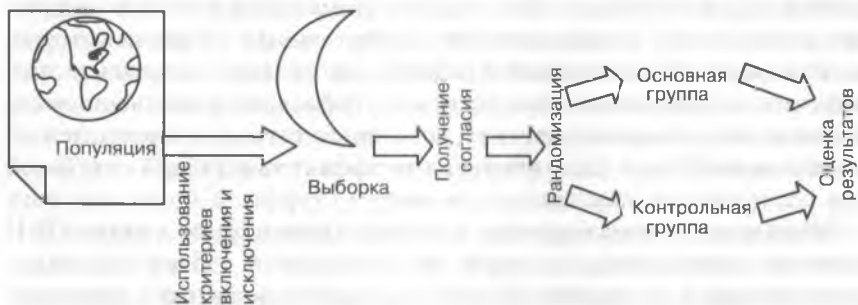 Популяция
Использование
критериев
включения и
исключения
Выборка
Получение
согласия
Рандомизация
Основная
группа
Контрольная
группа
Оценка
результатов